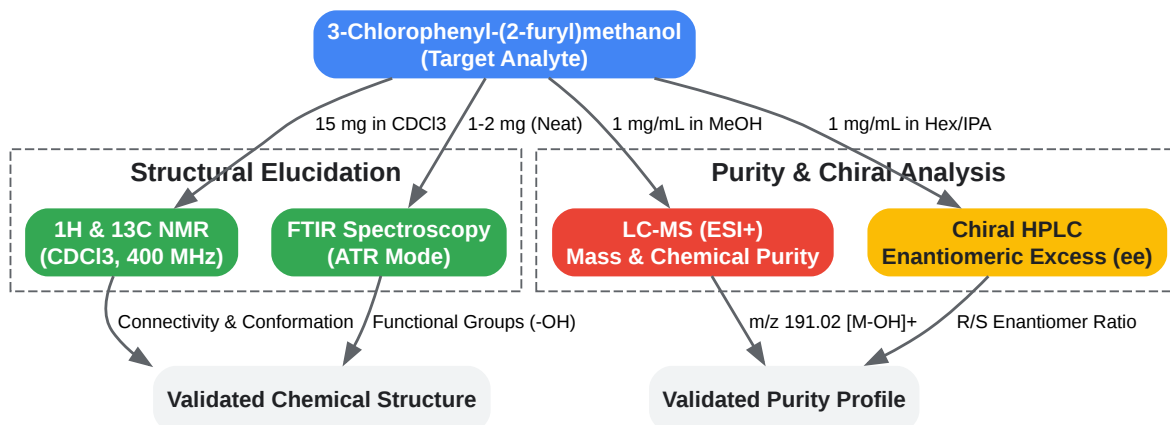 3-Chlorophenyl-(2-furyl)methanol
(Target Analyte)
15 mg in CDCl3
1-2 mg (Neat)
1 mg/mL in MeOH
1 mg/mL in Hex/IPA
Structural Elucidation
Purity & Chiral Analysis
1H & 13C NMR
(CDCl3, 400 MHz)
FTIR Spectroscopy
(ATR Mode)
LC-MS (ESI+)
Mass & Chemical Purity
Chiral HPLC
Enantiomeric Excess (ee)
Connectivity & Conformation
Functional Groups (-OH)
m/z 191.02 [M-OH]+
R/S Enantiomer Ratio
Validated Chemical Structure
Validated Purity Profile